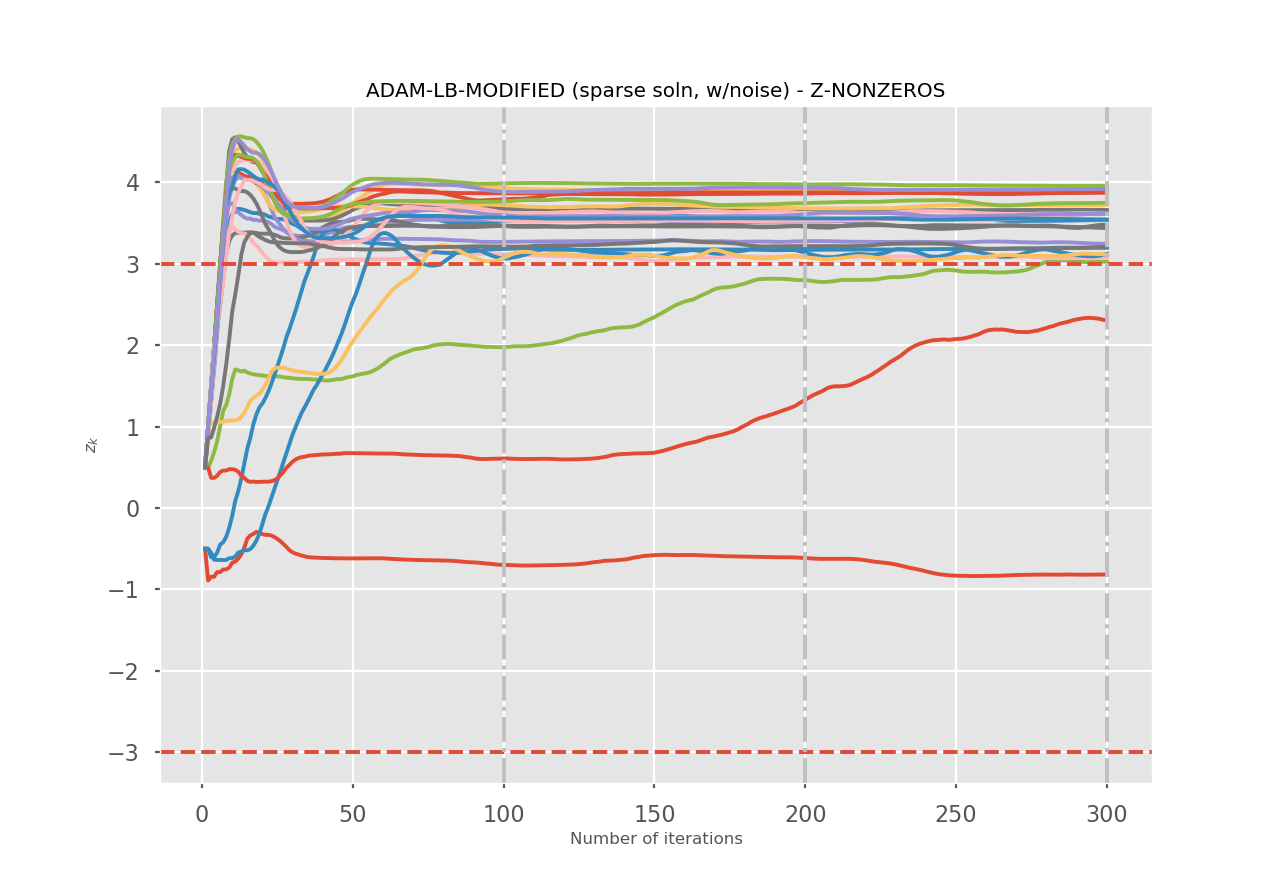 ADAM-LB-MODIFIED (sparse soln, w/noise) - Z-NONZEROS
4
3
2
1
0
−1
−2
−3
z_k
0 50 100 150 200 250 300
Number of iterations